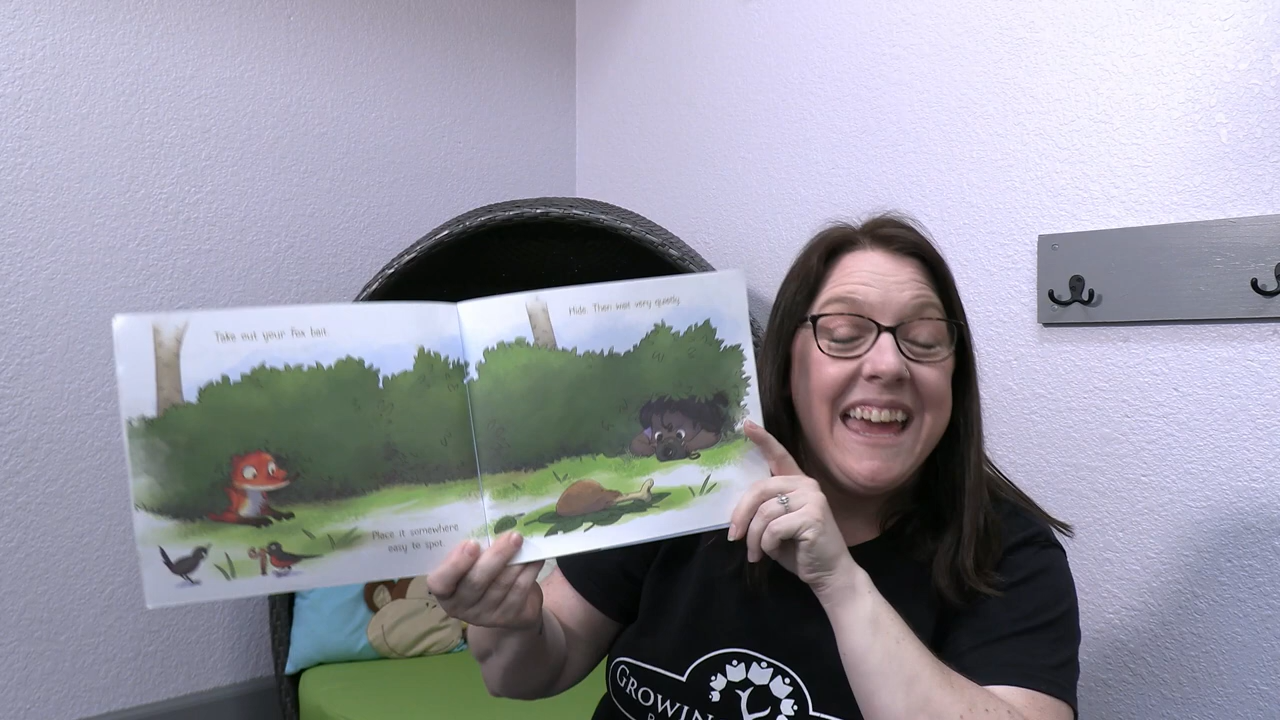 Take out your fox bait.
Place it somewhere
easy to spot.
Hide. Then wait very quietly.
GROWIN